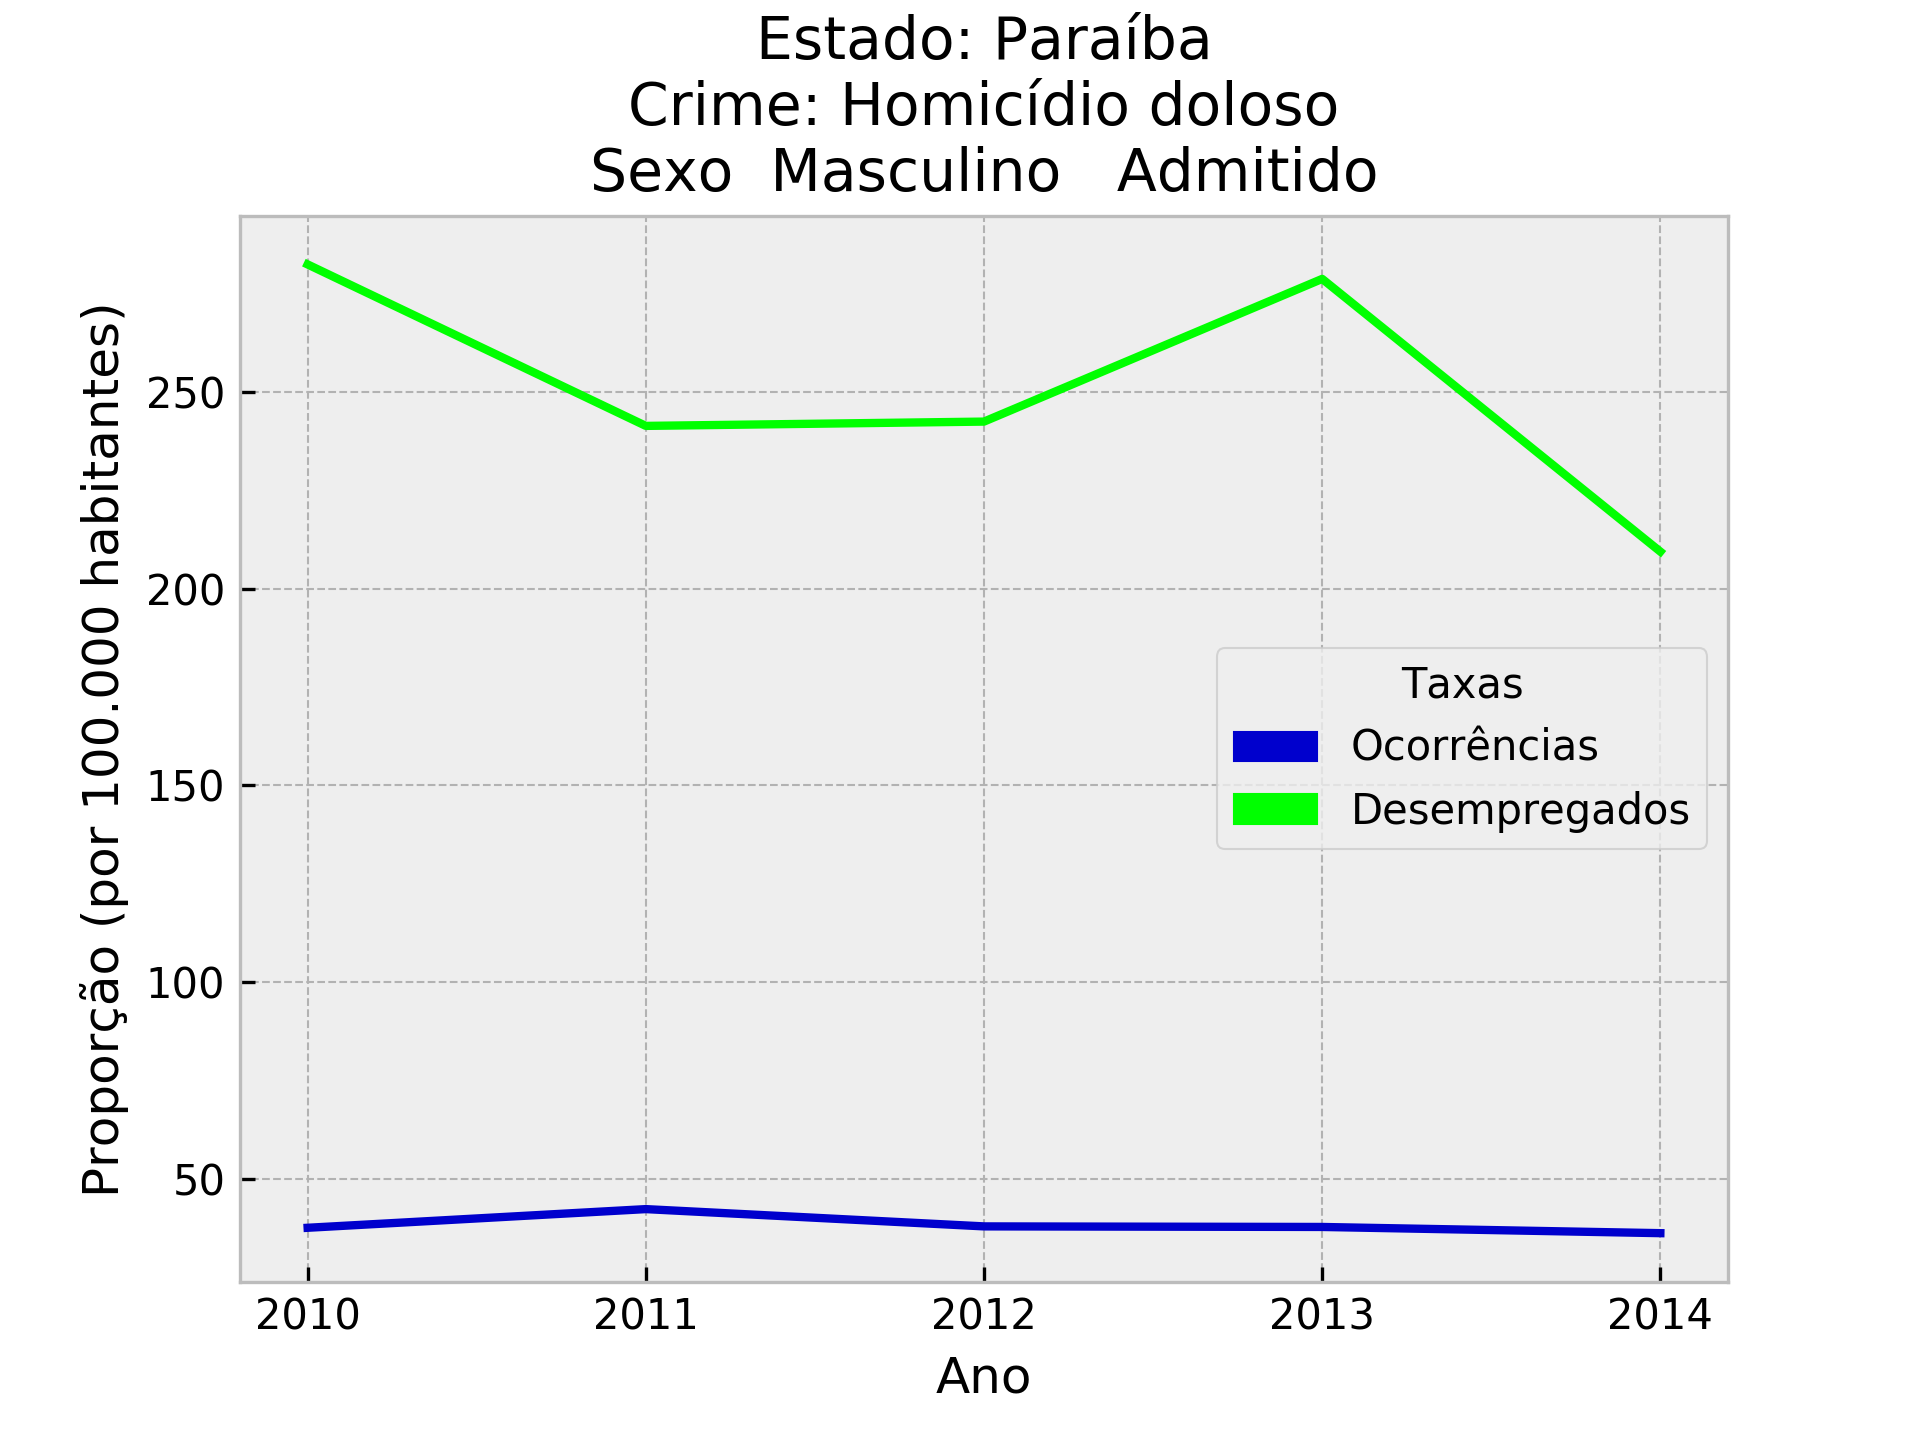 Estado: Paraíba
Crime: Homicídio doloso
Sexo  Masculino   Admitido
Proporção (por 100.000 habitantes)
250
200
150
100
50
Taxas
Ocorrências
Desempregados
2010 2011 2012 2013 2014
Ano